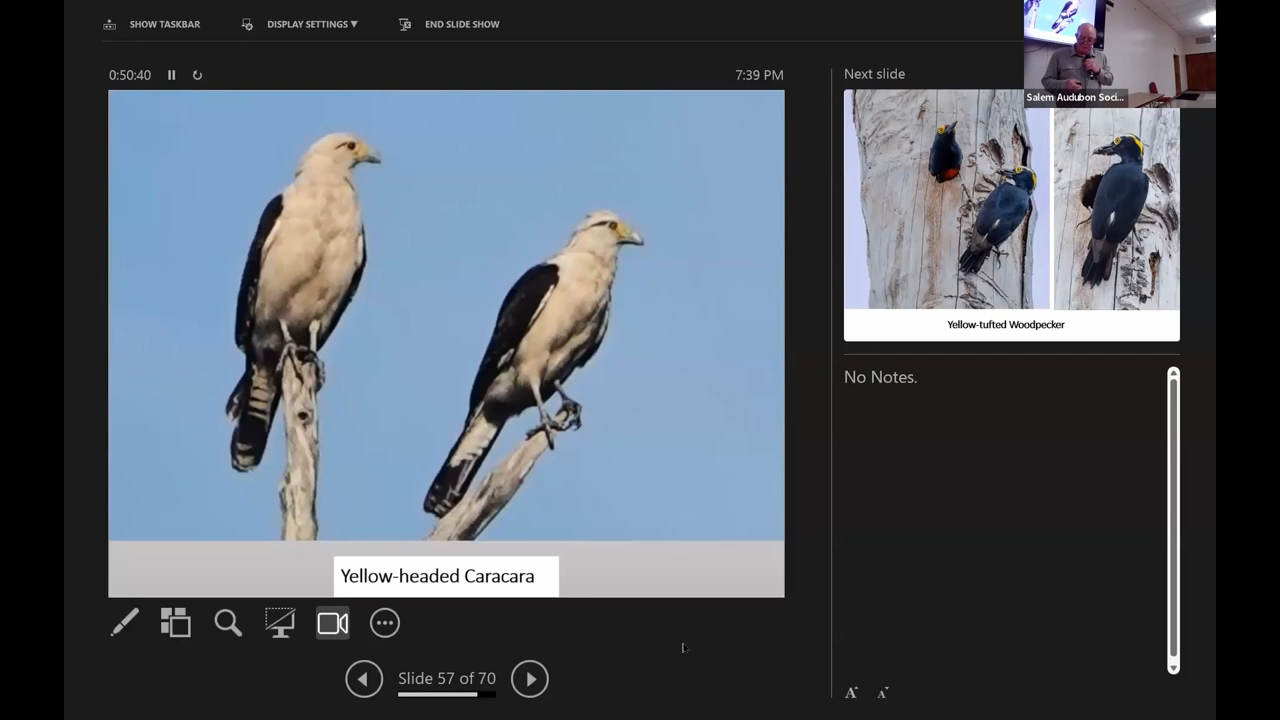 SHOW TASKBAR
DISPLAY SETTINGS ▼
END SLIDE SHOW
0:50:40
7:39 PM
Next slide
Salem Audubon Soci...
Yellow-tufted Woodpecker
No Notes.
Yellow-headed Caracara
Slide 57 of 70
A A